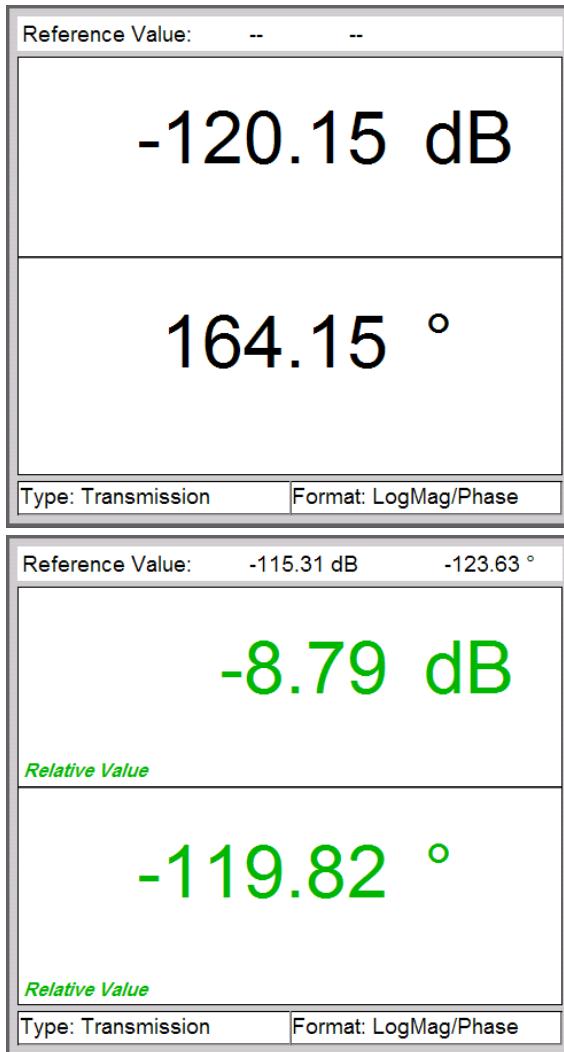 Reference Value: -- --
-120.15 dB
164.15 °
Type: Transmission Format: LogMag/Phase
Reference Value: -115.31 dB -123.63 °
-8.79 dB
Relative Value
-119.82 °
Relative Value
Type: Transmission Format: LogMag/Phase